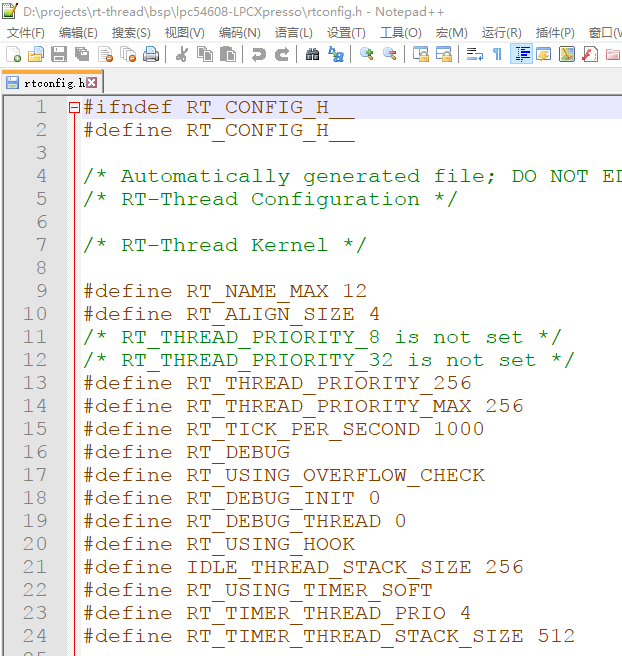 D:\projects\rt-thread\bsp\lpc54608-LPCXpresso\rtconfig.h - Notepad++
文件(F) 编辑(E) 搜索(S) 视图(V) 编码(N) 语言(L) 设置(T) 工具(O) 宏(M) 运行(R) 插件(P) 窗口(W
rtconfig.h
1 #ifndef RT_CONFIG_H__
2 #define RT_CONFIG_H__
3
4 /* Automatically generated file; DO NOT ED
5 /* RT-Thread Configuration */
6
7 /* RT-Thread Kernel */
8
9 #define RT_NAME_MAX 12
10 #define RT_ALIGN_SIZE 4
11 /* RT_THREAD_PRIORITY_8 is not set */
12 /* RT_THREAD_PRIORITY_32 is not set */
13 #define RT_THREAD_PRIORITY_256
14 #define RT_THREAD_PRIORITY_MAX 256
15 #define RT_TICK_PER_SECOND 1000
16 #define RT_DEBUG
17 #define RT_USING_OVERFLOW_CHECK
18 #define RT_DEBUG_INIT 0
19 #define RT_DEBUG_THREAD 0
20 #define RT_USING_HOOK
21 #define IDLE_THREAD_STACK_SIZE 256
22 #define RT_USING_TIMER_SOFT
23 #define RT_TIMER_THREAD_PRIO 4
24 #define RT_TIMER_THREAD_STACK_SIZE 512